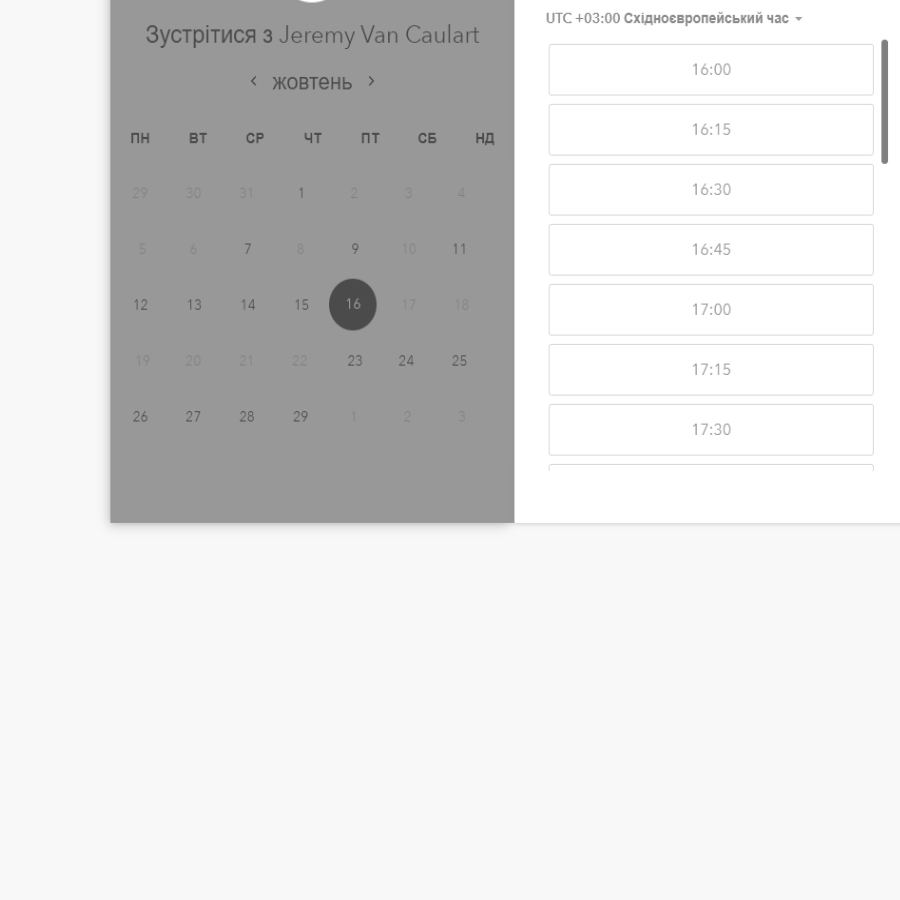 Зустрітися з Jeremy Van Caulart
жовтень
ПН ВТ СР ЧТ ПТ СБ НД
29 30 31 1 2 3 4
5 6 7 8 9 10 11
12 13 14 15 16 17 18
19 20 21 22 23 24 25
26 27 28 29 1 2 3
UTC +03:00 Східноєвропейський час
16:00
16:15
16:30
16:45
17:00
17:15
17:30